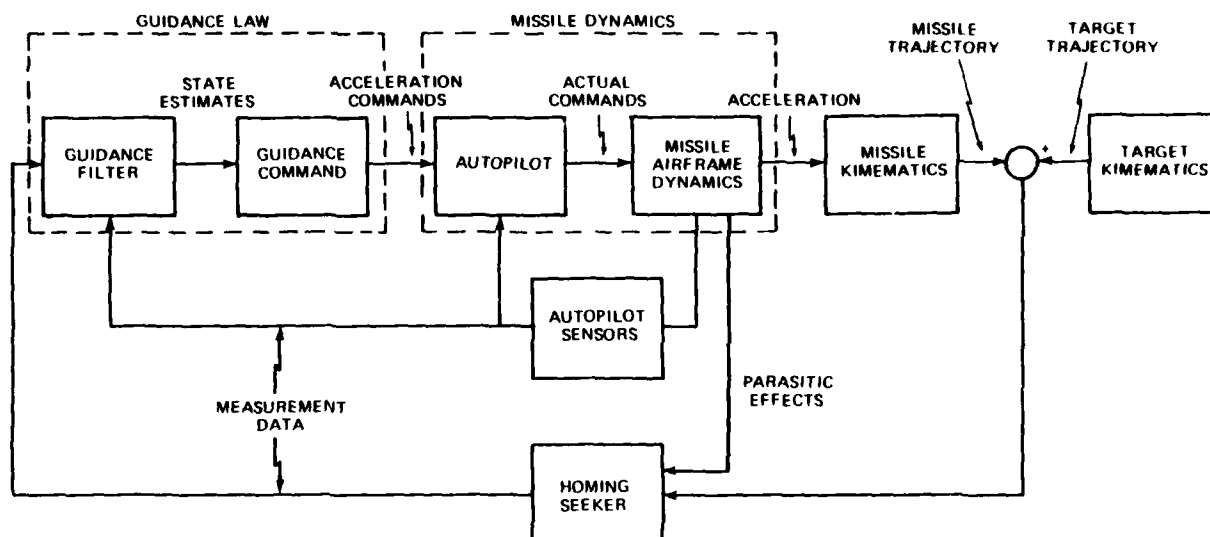 GUIDANCE LAW
MISSILE DYNAMICS
MISSILE
TRAJECTORY
TARGET
TRAJECTORY
STATE
ESTIMATES
ACCELERATION
COMMANDS
ACTUAL
COMMANDS
ACCELERATION
GUIDANCE
FILTER
GUIDANCE
COMMAND
AUTOPILOT
MISSILE
AIRFRAME
DYNAMICS
MISSILE
KIMEMATICS
+
TARGET
KIMEMATICS
AUTOPILOT
SENSORS
MEASUREMENT
DATA
PARASITIC
EFFECTS
HOMING
SEEKER